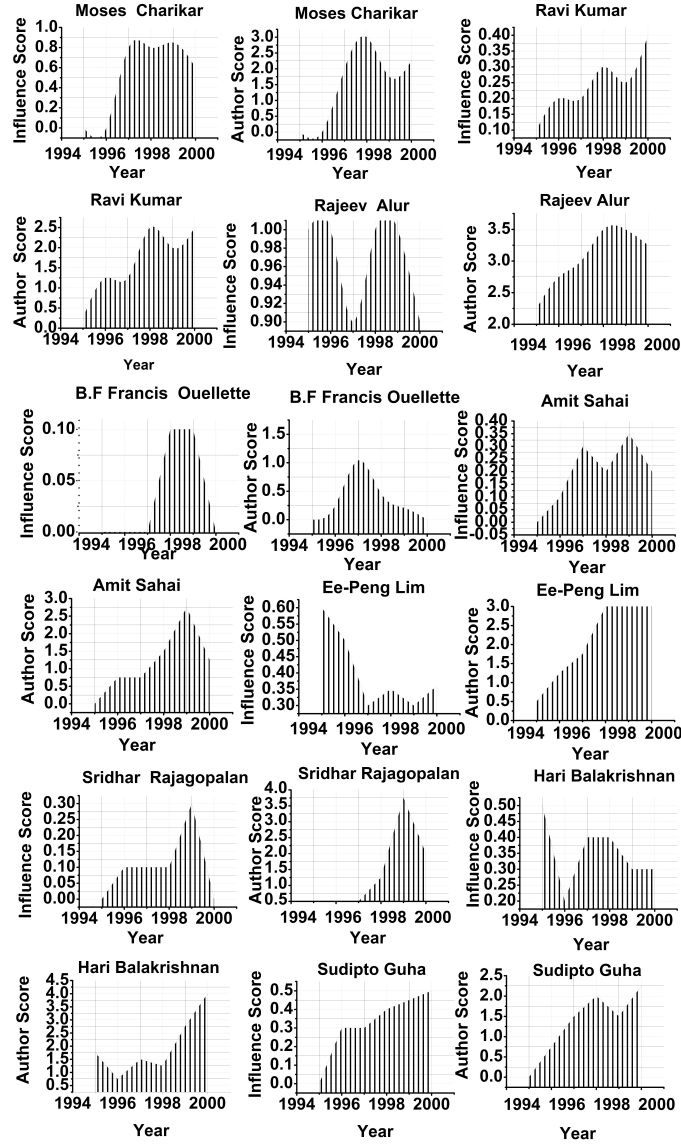 Moses Charikar
Influence Score
1.0
0.8
0.6
0.4
0.2
0.0
1994 1996 1998 2000
Year
Moses Charikar
Author Score
3.0
2.5
2.0
1.5
1.0
0.5
0.0
1994 1996 1998 2000
Year
Ravi Kumar
Influence Score
0.40
0.35
0.30
0.25
0.20
0.15
0.10
1994 1996 1998 2000
Year
Ravi Kumar
Author Score
2.5
2.0
1.5
1.0
0.5
0.0
1994 1996 1998 2000
Year
Rajeev Alur
Influence Score
1.00
0.98
0.96
0.94
0.92
0.90
1994 1996 1998 2000
Year
Rajeev Alur
Author Score
3.5
3.0
2.5
2.0
1994 1996 1998 2000
Year
B.F Francis Ouellette
Influence Score
0.10
0.05
0.00
1994 1996 1998 2000
Year
B.F Francis Ouellette
Author Score
1.5
1.0
0.5
0.0
1994 1996 1998 2000
Year
Amit Sahai
Influence Score
0.40
0.35
0.30
0.25
0.20
0.15
0.10
0.05
0.00
-0.05
1994 1996 1998 2000
Year
Amit Sahai
Author Score
3.0
2.5
2.0
1.5
1.0
0.5
0.0
1994 1996 1998 2000
Year
Ee-Peng Lim
Influence Score
0.60
0.55
0.50
0.45
0.40
0.35
0.30
1994 1996 1998 2000
Year
Ee-Peng Lim
Author Score
3.0
2.5
2.0
1.5
1.0
0.5
0.0
1994 1996 1998 2000
Year
Sridhar Rajagopalan
Influence Score
0.30
0.20
0.10
0.00
1994 1996 1998 2000
Year
Sridhar Rajagopalan
Author Score
4.0
3.5
3.0
2.5
2.0
1.5
1.0
0.5
1994 1996 1998 2000
Year
Hari Balakrishnan
Influence Score
0.50
0.45
0.40
0.35
0.30
0.25
0.20
1994 1996 1998 2000
Year
Hari Balakrishnan
Author Score
4.5
4.0
3.5
3.0
2.5
2.0
1.5
1.0
0.5
1994 1996 1998 2000
Year
Sudipto Guha
Influence Score
0.5
0.4
0.3
0.2
0.1
0.0
1994 1996 1998 2000
Year
Sudipto Guha
Author Score
2.5
2.0
1.5
1.0
0.5
0.0
1994 1996 1998 2000
Year